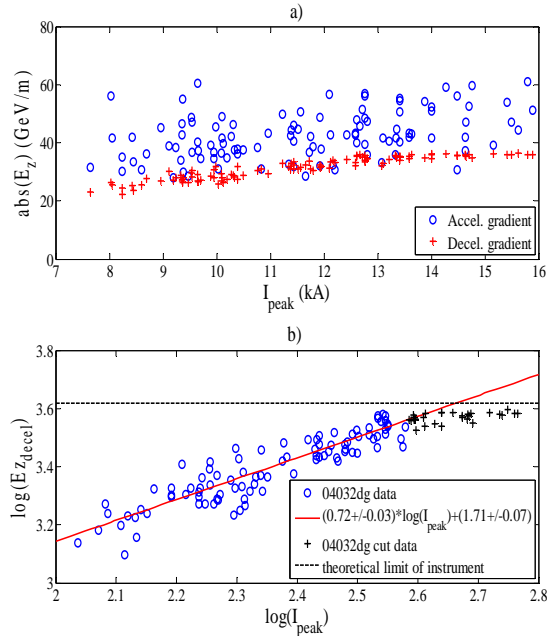 a)
abs(E_z) (GeV/m)
80
60
40
20
0
Accel. gradient
Decel. gradient
7 8 9 10 11 12 13 14 15 16
I_peak (kA)
b)
log(Ez_decel)
3.8
3.6
3.4
3.2
3
04032dg data
(0.72+/-0.03)*log(I_peak)+(1.71+/-0.07)
04032dg cut data
theoretical limit of instrument
2 2.1 2.2 2.3 2.4 2.5 2.6 2.7 2.8
log(I_peak)